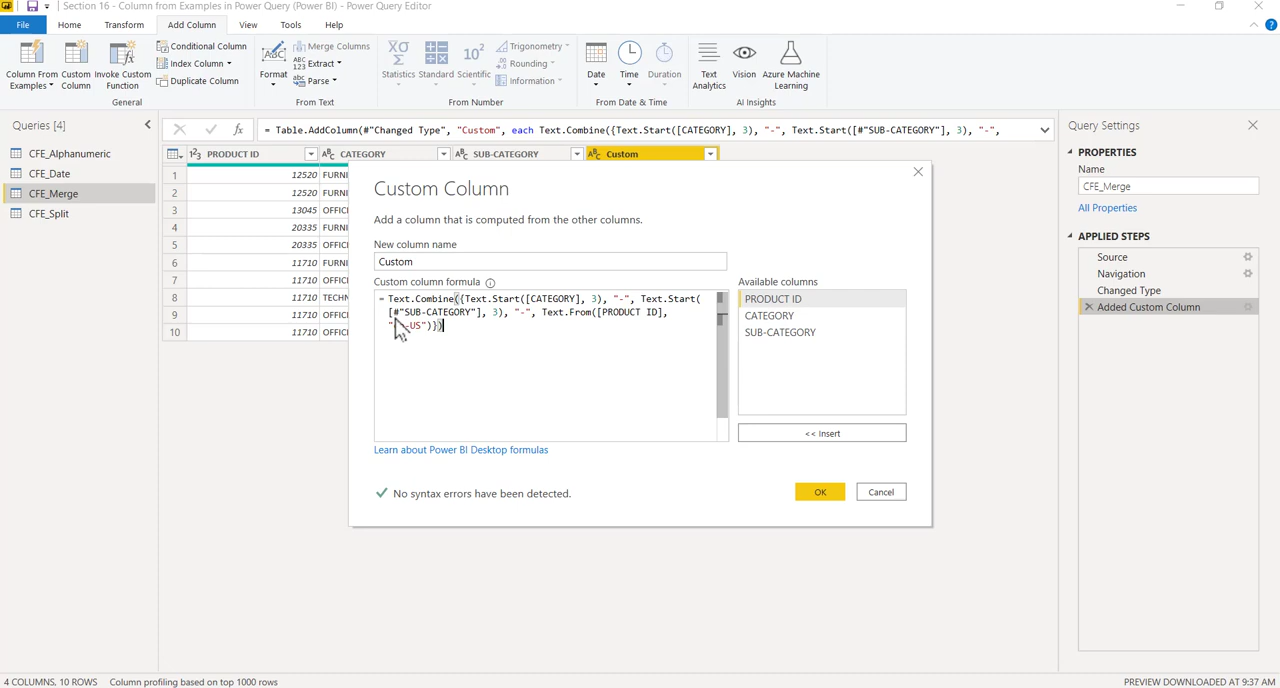 Section 16 - Column from Examples in Power Query (Power BI) - Power Query Editor
File Home Transform Add Column View Tools Help
Column From Examples
Custom Column
Invoke Custom Function
Conditional Column
Index Column
Duplicate Column
General
Format
Merge Columns
Extract
Parse
From Text
Statistics
Standard
Scientific
Trigonometry
Rounding
Information
From Number
Date
Time
Duration
From Date & Time
Text Analytics
Vision
Azure Machine Learning
AI Insights
Queries [4]
CFE_Alphanumeric
CFE_Date
CFE_Merge
CFE_Split
= Table.AddColumn(#"Changed Type", "Custom", each Text.Combine({Text.Start([CATEGORY], 3), "-", Text.Start([#"SUB-CATEGORY"], 3), "-",
PRODUCT ID CATEGORY SUB-CATEGORY Custom
1 12520 FURNI
2 12520 FURNI
3 13045 OFFICE
4 20335 FURNI
5 20335 OFFICE
6 11710 FURNI
7 11710 OFFICE
8 11710 TECHN
9 11710 OFFICE
10 11710 OFFICE
Custom Column
Add a column that is computed from the other columns.
New column name
Custom
Custom column formula
= Text.Combine({Text.Start([CATEGORY], 3), "-", Text.Start(
[#"SUB-CATEGORY"], 3), "-", Text.From([PRODUCT ID],
-US")})
Available columns
PRODUCT ID
CATEGORY
SUB-CATEGORY
<< Insert
Learn about Power BI Desktop formulas
No syntax errors have been detected.
OK
Cancel
Query Settings
PROPERTIES
Name
CFE_Merge
All Properties
APPLIED STEPS
Source
Navigation
Changed Type
Added Custom Column
4 COLUMNS, 10 ROWS Column profiling based on top 1000 rows
PREVIEW DOWNLOADED AT 9:37 AM